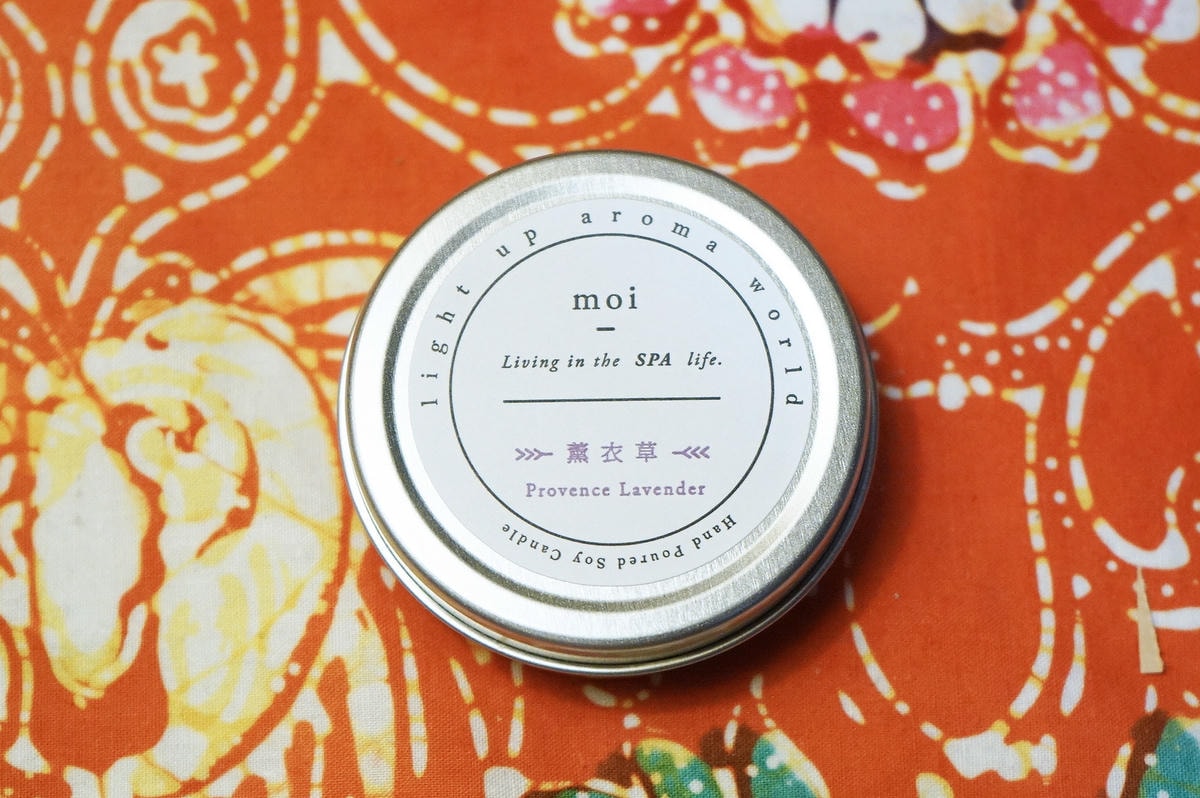 light up aroma world
moi
Living in the SPA life.
薰衣草
Provence Lavender
Hand Poured Soy Candle